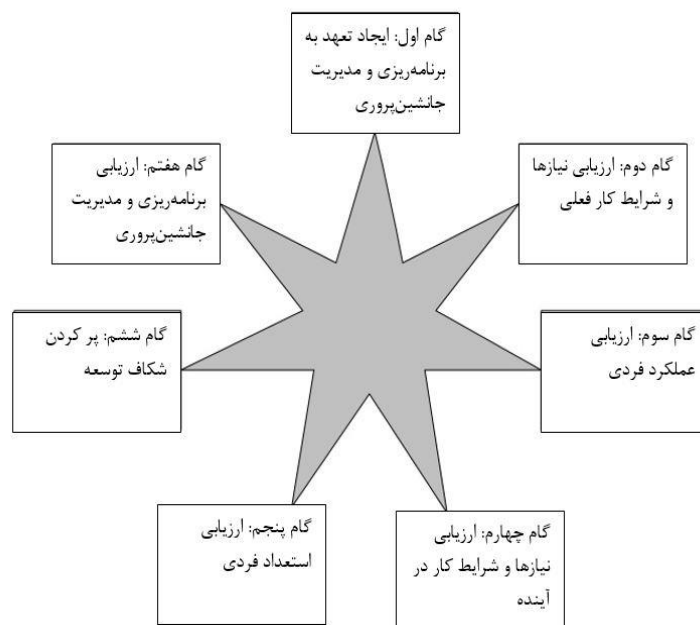 گام اول: ایجاد تعهد به
برنامه‌ریزی و مدیریت
جانشین‌پروری
گام دوم: ارزیابی نیازها
و شرایط کار فعلی
گام سوم: ارزیابی
عملکرد فردی
گام چهارم: ارزیابی
نیازها و شرایط کار در
آینده
گام پنجم: ارزیابی
استعداد فردی
گام ششم: پر کردن
شکاف توسعه
گام هفتم: ارزیابی
برنامه‌ریزی و مدیریت
جانشین‌پروری